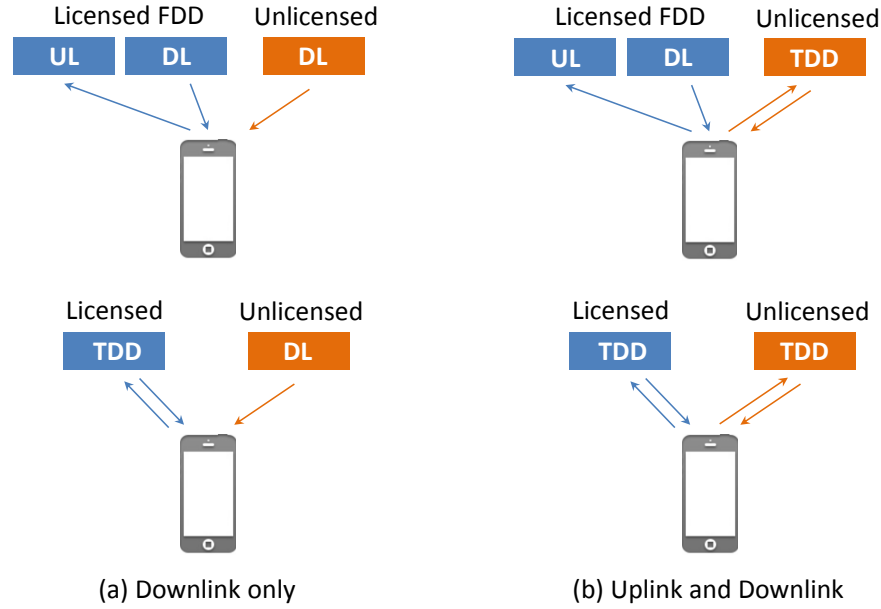 Licensed FDD Unlicensed
UL DL DL
Licensed FDD Unlicensed
UL DL TDD
Licensed Unlicensed
TDD DL
Licensed Unlicensed
TDD TDD
(a) Downlink only
(b) Uplink and Downlink